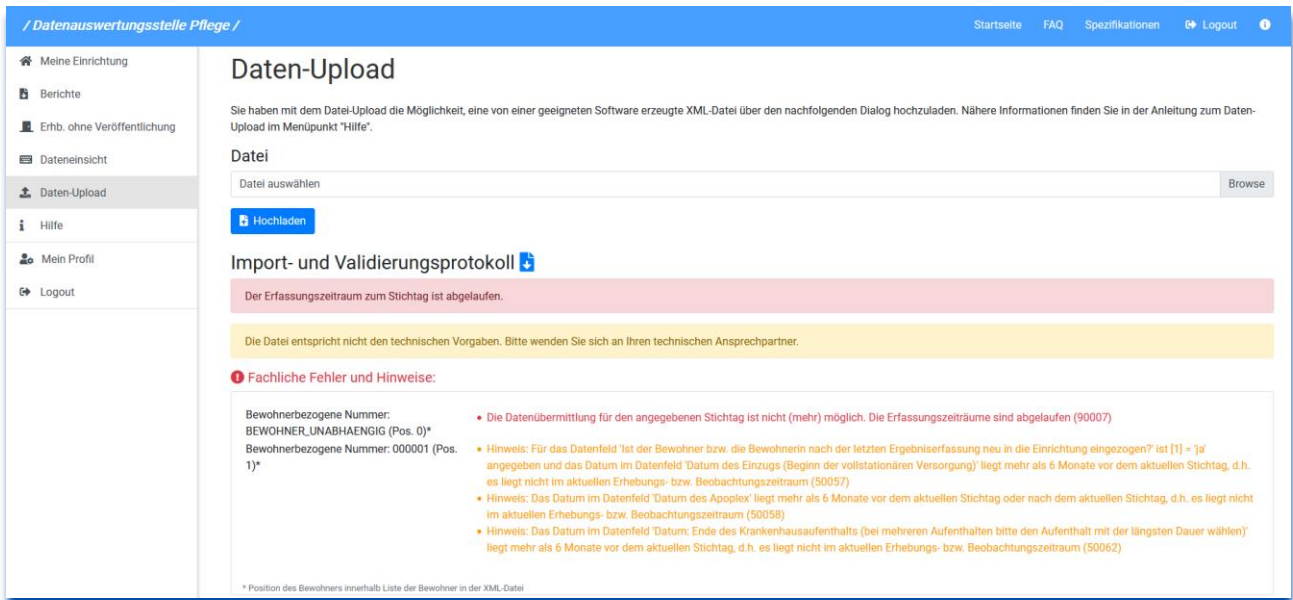 / Datenauswertungsstelle Pflege /
Startseite FAQ Spezifikationen Logout
Meine Einrichtung
Berichte
Erhb. ohne Veröffentlichung
Dateneinsicht
Daten-Upload
Hilfe
Mein Profil
Logout
Daten-Upload
Sie haben mit dem Datei-Upload die Möglichkeit, eine von einer geeigneten Software erzeugte XML-Datei über den nachfolgenden Dialog hochzuladen. Nähere Informationen finden Sie in der Anleitung zum Daten-
Upload im Menüpunkt "Hilfe".
Datei
Datei auswählen Browse
Hochladen
Import- und Validierungsprotokoll
Der Erfassungszeitraum zum Stichtag ist abgelaufen.
Die Datei entspricht nicht den technischen Vorgaben. Bitte wenden Sie sich an Ihren technischen Ansprechpartner.
Fachliche Fehler und Hinweise:
Bewohnerbezogene Nummer:
BEWOHNER_UNABHAENGIG (Pos. 0)*
• Die Datenübermittlung für den angegebenen Stichtag ist nicht (mehr) möglich. Die Erfassungszeiträume sind abgelaufen (90007)
Bewohnerbezogene Nummer: 000001 (Pos.
1)*
• Hinweis: Für das Datenfeld 'Ist der Bewohner bzw. die Bewohnerin nach der letzten Ergebniserfassung neu in die Einrichtung eingezogen?' ist [1] = 'ja'
angegeben und das Datum im Datenfeld 'Datum des Einzugs (Beginn der vollstationären Versorgung)' liegt mehr als 6 Monate vor dem aktuellen Stichtag, d.h.
es liegt nicht im aktuellen Erhebungs- bzw. Beobachtungszeitraum (50057)
• Hinweis: Das Datum im Datenfeld 'Datum des Apoplex' liegt mehr als 6 Monate vor dem aktuellen Stichtag oder nach dem aktuellen Stichtag, d.h. es liegt nicht
im aktuellen Erhebungs- bzw. Beobachtungszeitraum (50058)
• Hinweis: Das Datum im Datenfeld 'Datum: Ende des Krankenhausaufenthalts (bei mehreren Aufenthalten bitte den Aufenthalt mit der längsten Dauer wählen)'
liegt mehr als 6 Monate vor dem aktuellen Stichtag, d.h. es liegt nicht im aktuellen Erhebungs- bzw. Beobachtungszeitraum (50062)
* Position des Bewohners innerhalb Liste der Bewohner in der XML-Datei